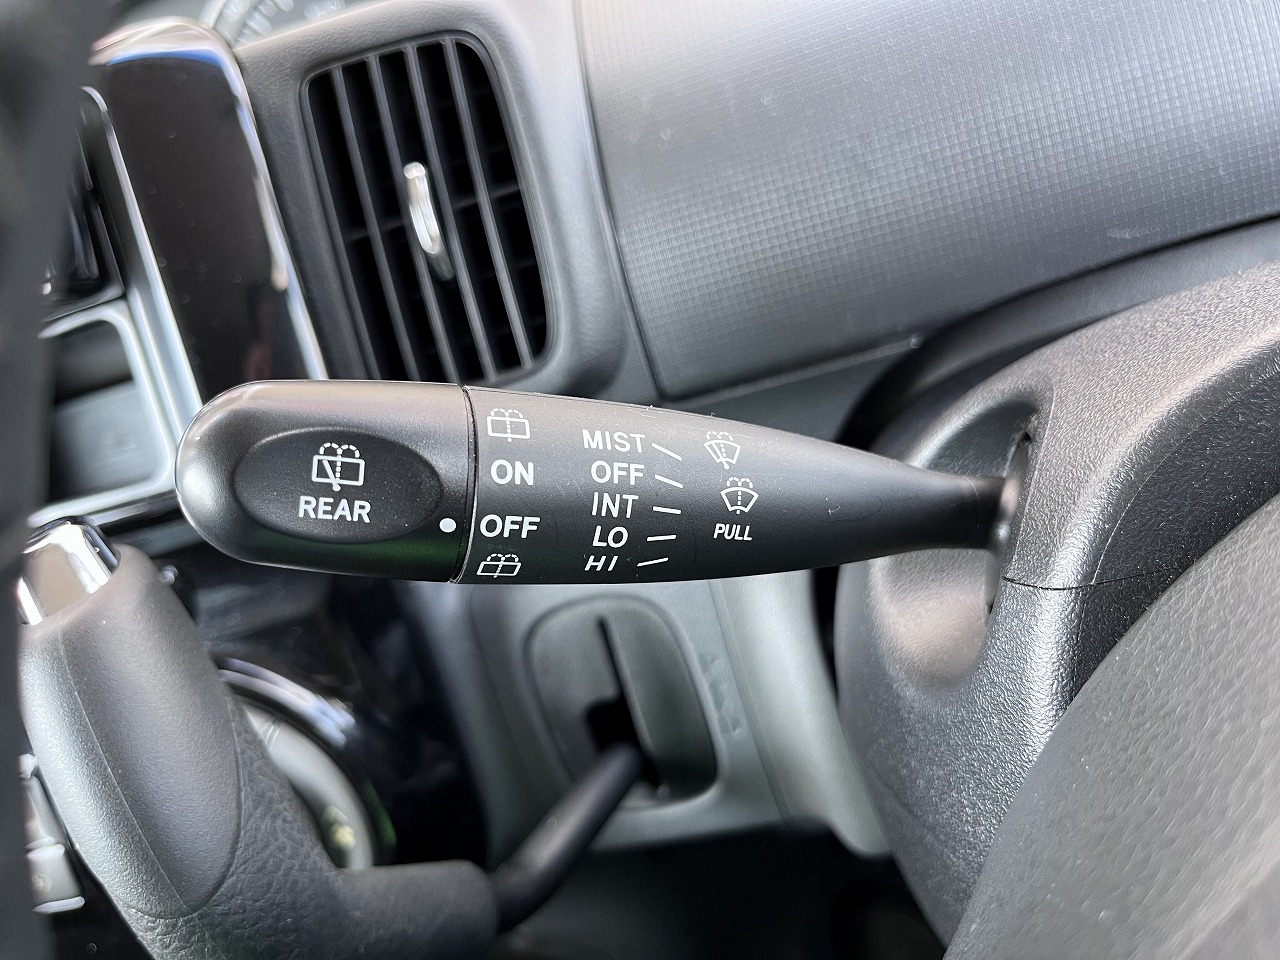 REAR
ON
OFF
MIST
OFF
INT
LO
HI
PULL